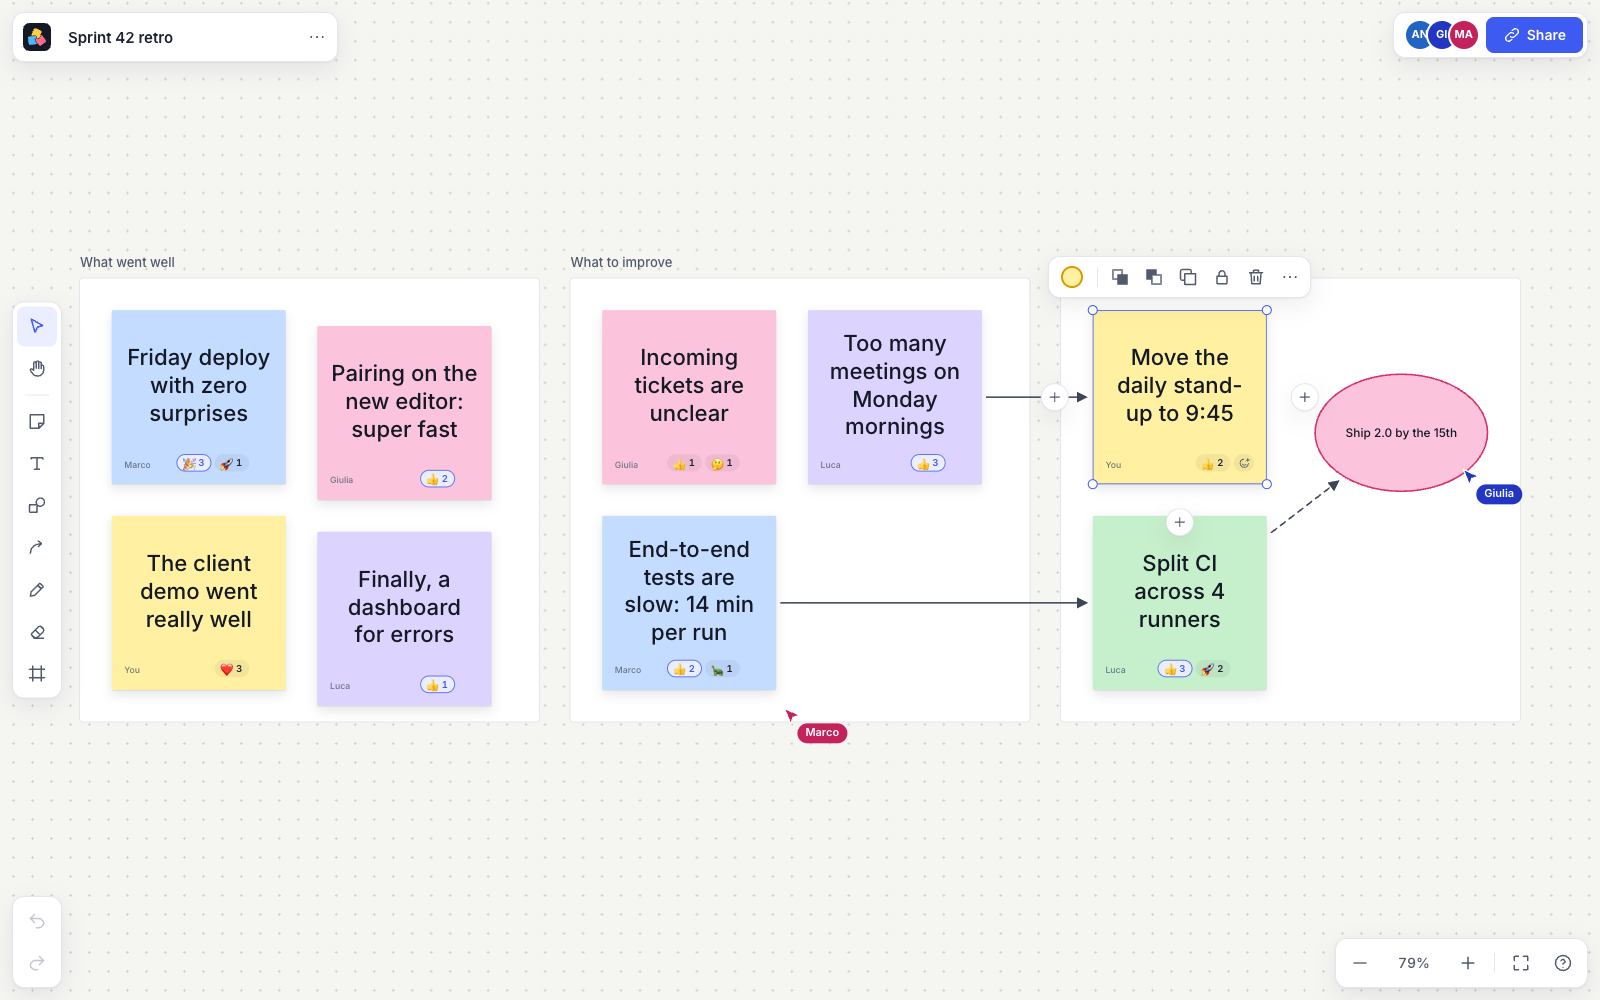 Sprint 42 retro
AN
GI
MA
Share
What went well
Friday deploy
with zero
surprises
Marco
3
1
Pairing on the
new editor:
super fast
Giulia
2
The client
demo went
really well
You
3
Finally, a
dashboard
for errors
Luca
1
What to improve
Incoming
tickets are
unclear
Giulia
1
1
Too many
meetings on
Monday
mornings
Luca
3
End-to-end
tests are
slow: 14 min
per run
Marco
2
1
Marco
Move the
daily stand-
up to 9:45
You
2
Ship 2.0 by the 15th
Giulia
Split CI
across 4
runners
Luca
3
2
79%